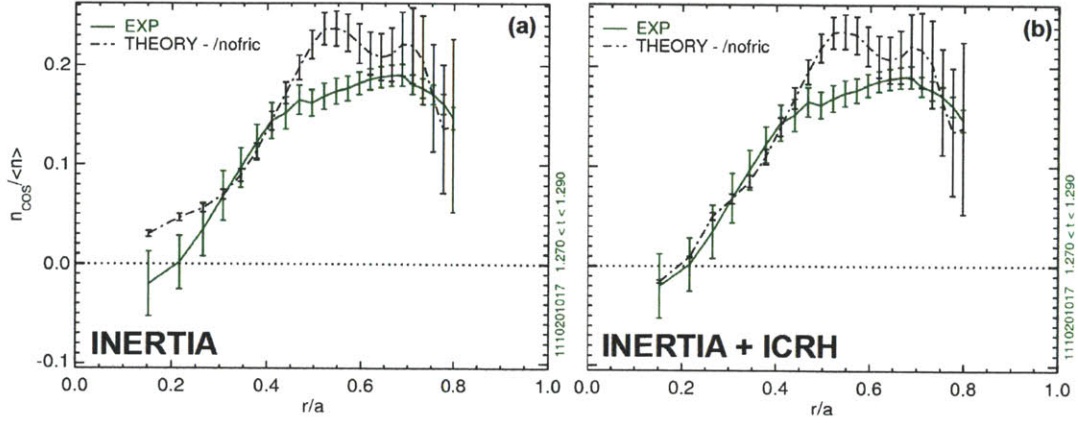 EXP
THEORY - /nofric
(a)
0.2
0.1
0.0
-0.1
n_cos/<n>
INERTIA
0.0 0.2 0.4 0.6 0.8 1.0
r/a
1110201017 1.270 < t < 1.290
EXP
THEORY - /nofric
(b)
INERTIA + ICRH
0.0 0.2 0.4 0.6 0.8 1.0
r/a
1110201017 1.270 < t < 1.290